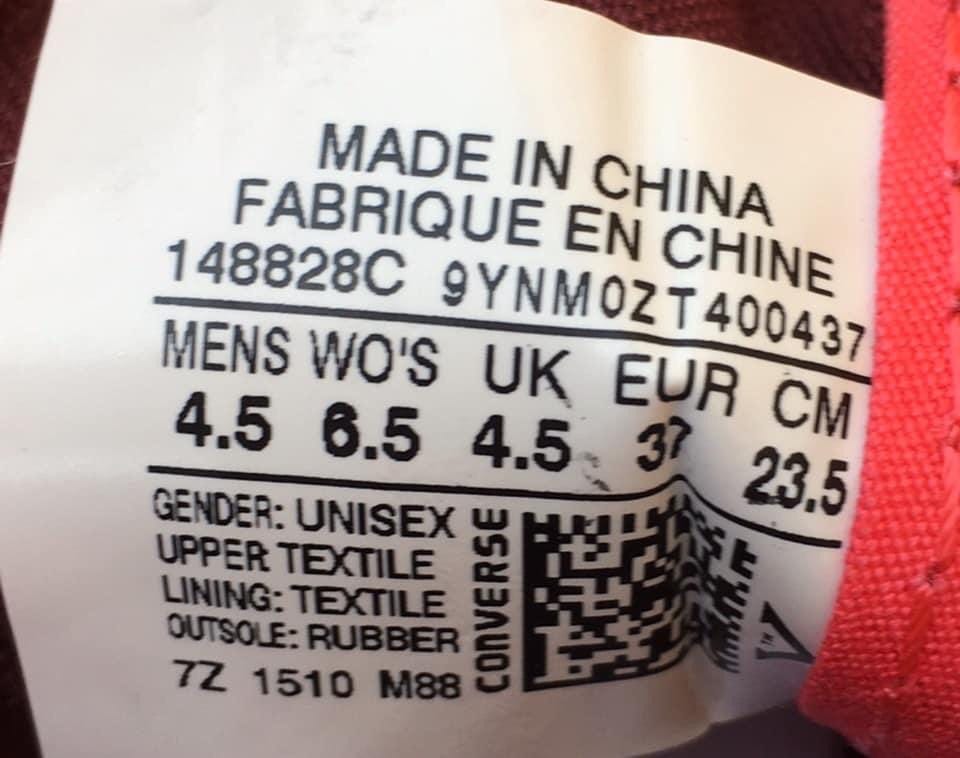 MADE IN CHINA
FABRIQUE EN CHINE
148828C 9YNM0ZT400437
MENS WO'S UK EUR CM
4.5 6.5 4.5 37 23.5
GENDER: UNISEX
UPPER TEXTILE
LINING: TEXTILE
OUTSOLE: RUBBER
7Z 1510 M88
CONVERSE
V™